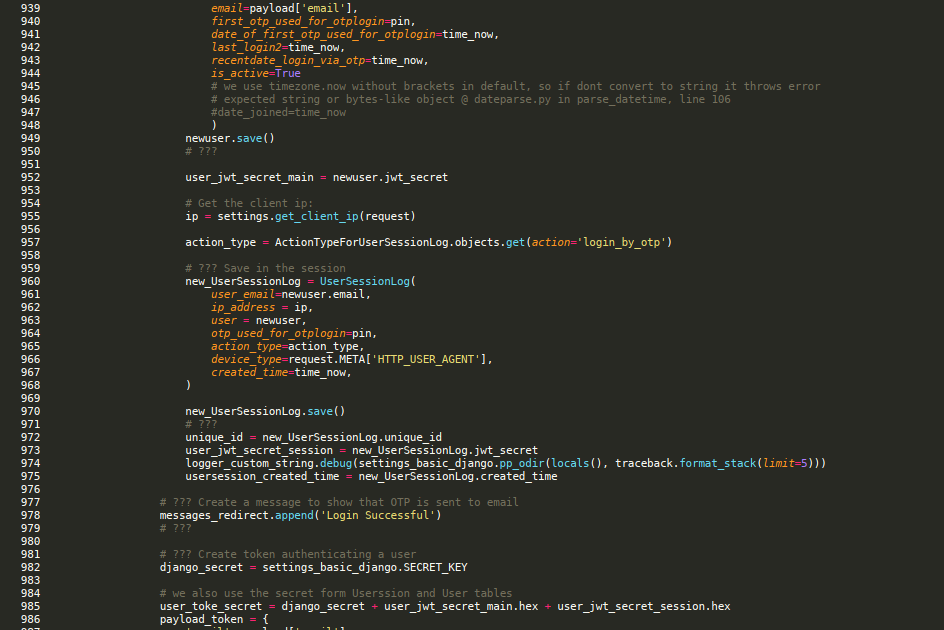 939 email=payload['email'],
940 first_otp_used_for_otplogin=pin,
941 date_of_first_otp_used_for_otplogin=time_now,
942 last_login2=time_now,
943 recentdate_login_via_otp=time_now,
944 is_active=True
945 # we use timezone.now without brackets in default, so if dont convert to string it throws error
946 # expected string or bytes-like object @ dateparse.py in parse_datetime, line 106
947 #date_joined=time_now
948 )
949 newuser.save()
950 # ???
951
952 user_jwt_secret_main = newuser.jwt_secret
953
954 # Get the client ip:
955 ip = settings.get_client_ip(request)
956
957 action_type = ActionTypeForUserSessionLog.objects.get(action='login_by_otp')
958
959 # ??? Save in the session
960 new_UserSessionLog = UserSessionLog(
961 user_email=newuser.email,
962 ip_address = ip,
963 user = newuser,
964 otp_used_for_otplogin=pin,
965 action_type=action_type,
966 device_type=request.META['HTTP_USER_AGENT'],
967 created_time=time_now,
968 )
969
970 new_UserSessionLog.save()
971 # ???
972 unique_id = new_UserSessionLog.unique_id
973 user_jwt_secret_session = new_UserSessionLog.jwt_secret
974 logger_custom_string.debug(settings_basic_django.pp_odir(locals(), traceback.format_stack(limit=5)))
975 usersession_created_time = new_UserSessionLog.created_time
976
977 # ??? Create a message to show that OTP is sent to email
978 messages_redirect.append('Login Successful')
979 # ???
980
981 # ??? Create token authenticating a user
982 django_secret = settings_basic_django.SECRET_KEY
983
984 # we also use the secret form Userssion and User tables
985 user_toke_secret = django_secret + user_jwt_secret_main.hex + user_jwt_secret_session.hex
986 payload_token = {